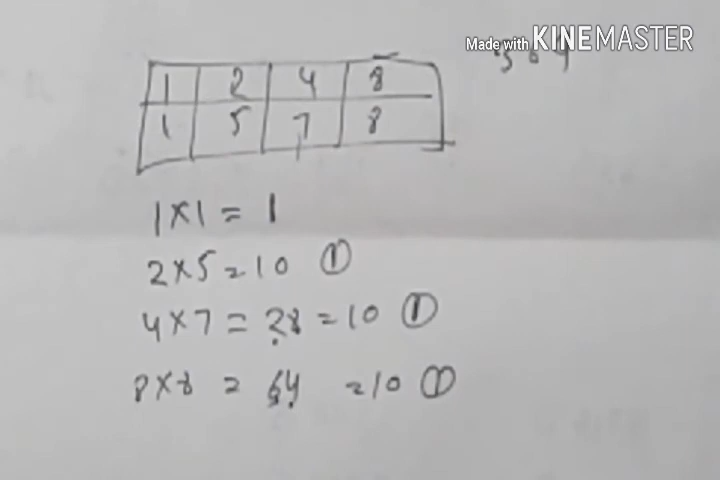 Made with KINEMASTER
1 2 4 8
1 5 7 8
1×1 = 1
2×5 = 10 ①
4×7 = 28 = 10 ①
8×8 = 64 = 10 ①